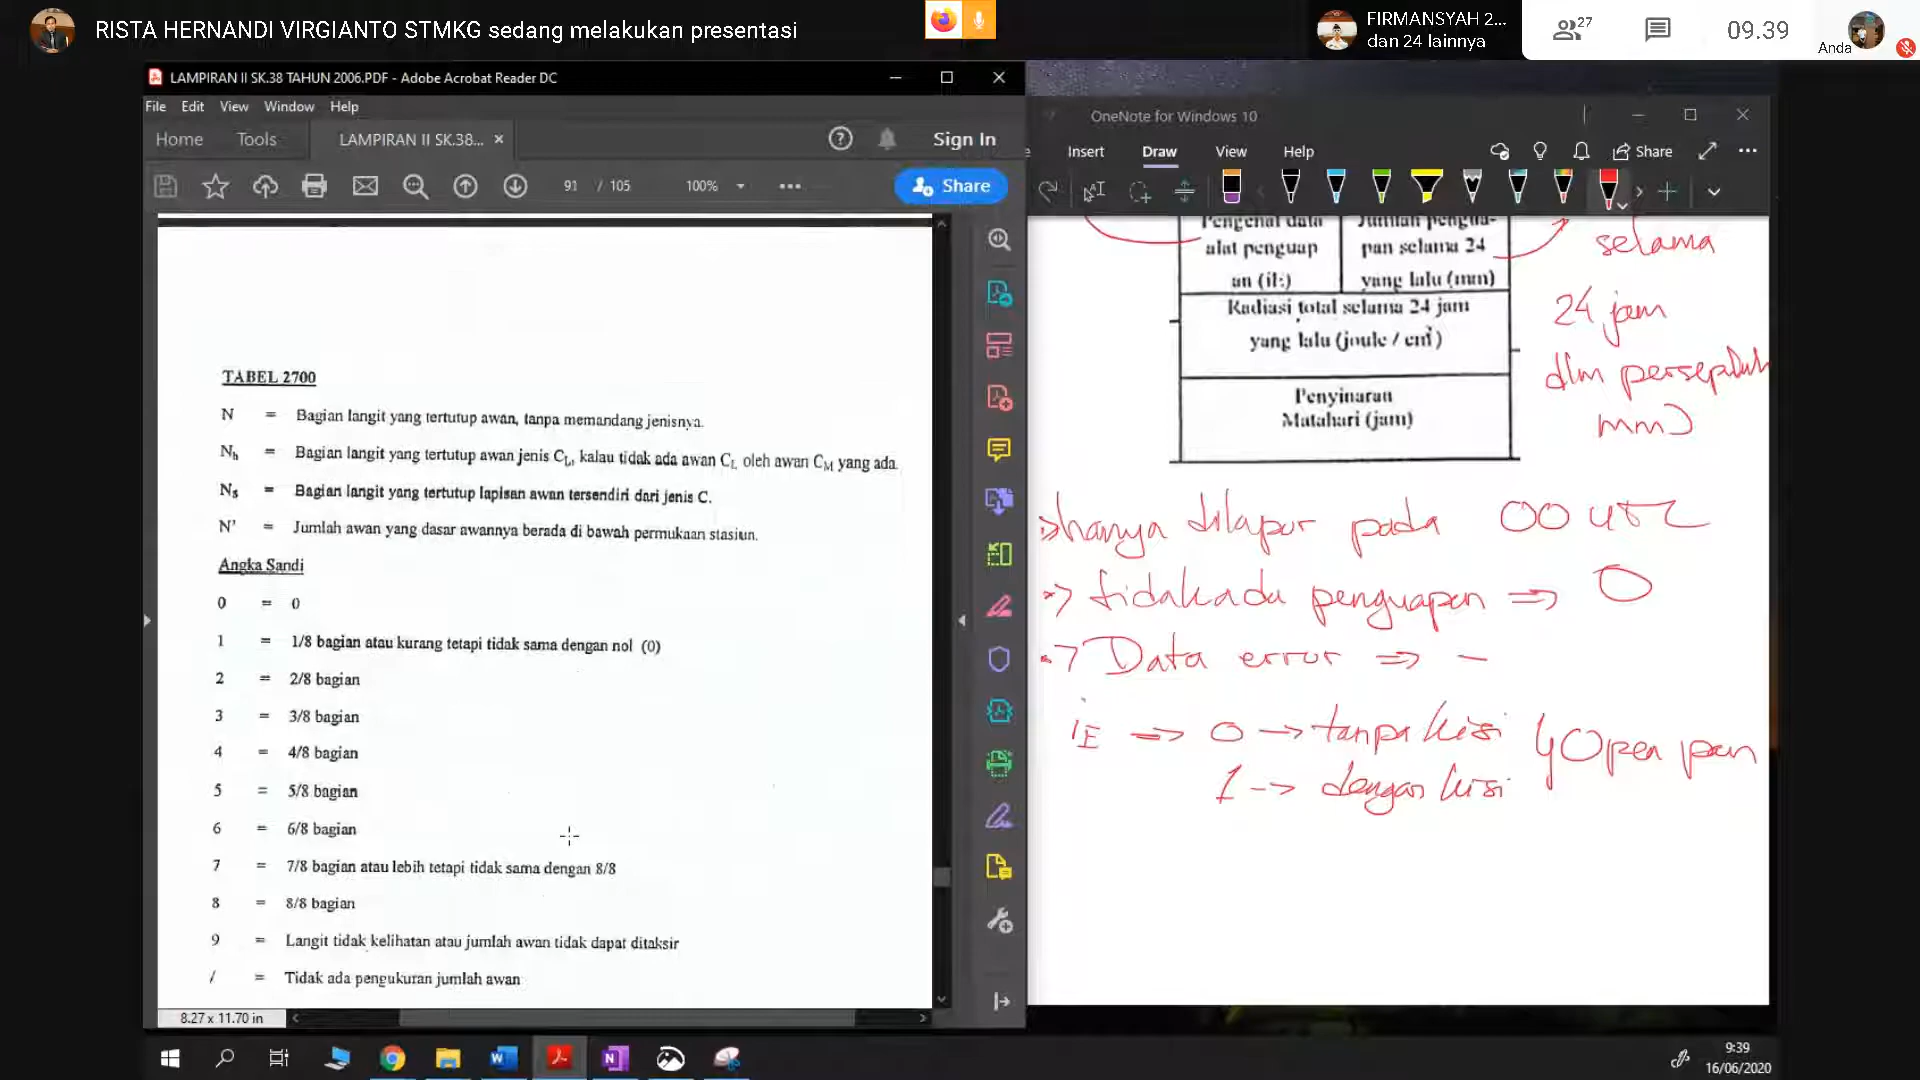 RISTA HERNANDI VIRGIANTO STMKG sedang melakukan presentasi
FIRMANSYAH 2...
dan 24 lainnya
27
09.39
Anda
LAMPIRAN II SK.38 TAHUN 2006.PDF - Adobe Acrobat Reader DC
File Edit View Window Help
Home Tools LAMPIRAN II SK.38... × Sign In
91 / 105 100% Share
TABEL 2700
N = Bagian langit yang tertutup awan, tanpa memandang jenisnya.
Nh = Bagian langit yang tertutup awan jenis CL, kalau tidak ada awan CL oleh awan CM yang ada.
Ns = Bagian langit yang tertutup lapisan awan tersendiri dari jenis C.
N' = Jumlah awan yang dasar awannya berada di bawah permukaan stasiun.
Angka Sandi
0 = 0
1 = 1/8 bagian atau kurang tetapi tidak sama dengan nol (0)
2 = 2/8 bagian
3 = 3/8 bagian
4 = 4/8 bagian
5 = 5/8 bagian
6 = 6/8 bagian
7 = 7/8 bagian atau lebih tetapi tidak sama dengan 8/8
8 = 8/8 bagian
9 = Langit tidak kelihatan atau jumlah awan tidak dapat ditaksir
/ = Tidak ada pengukuran jumlah awan
8.27 x 11.70 in
OneNote for Windows 10
Insert Draw View Help Share
Pengenal data
alat penguap
an
Jumlah pengua-
pan selama 24
yang lalu (mm)
Radiasi total selama 24 jam
yang lalu (joule / cm²)
Penyinaran
Matahari (jam)
selama
24 jam
dlm persepuluh
mm)
hanya dilapor pada 00 UTC
tidak ada penguapan => 0
Data error => -
iE => 0 -> tanpa kisi
1 -> dengan kisi
Open pan
9:39
16/06/2020